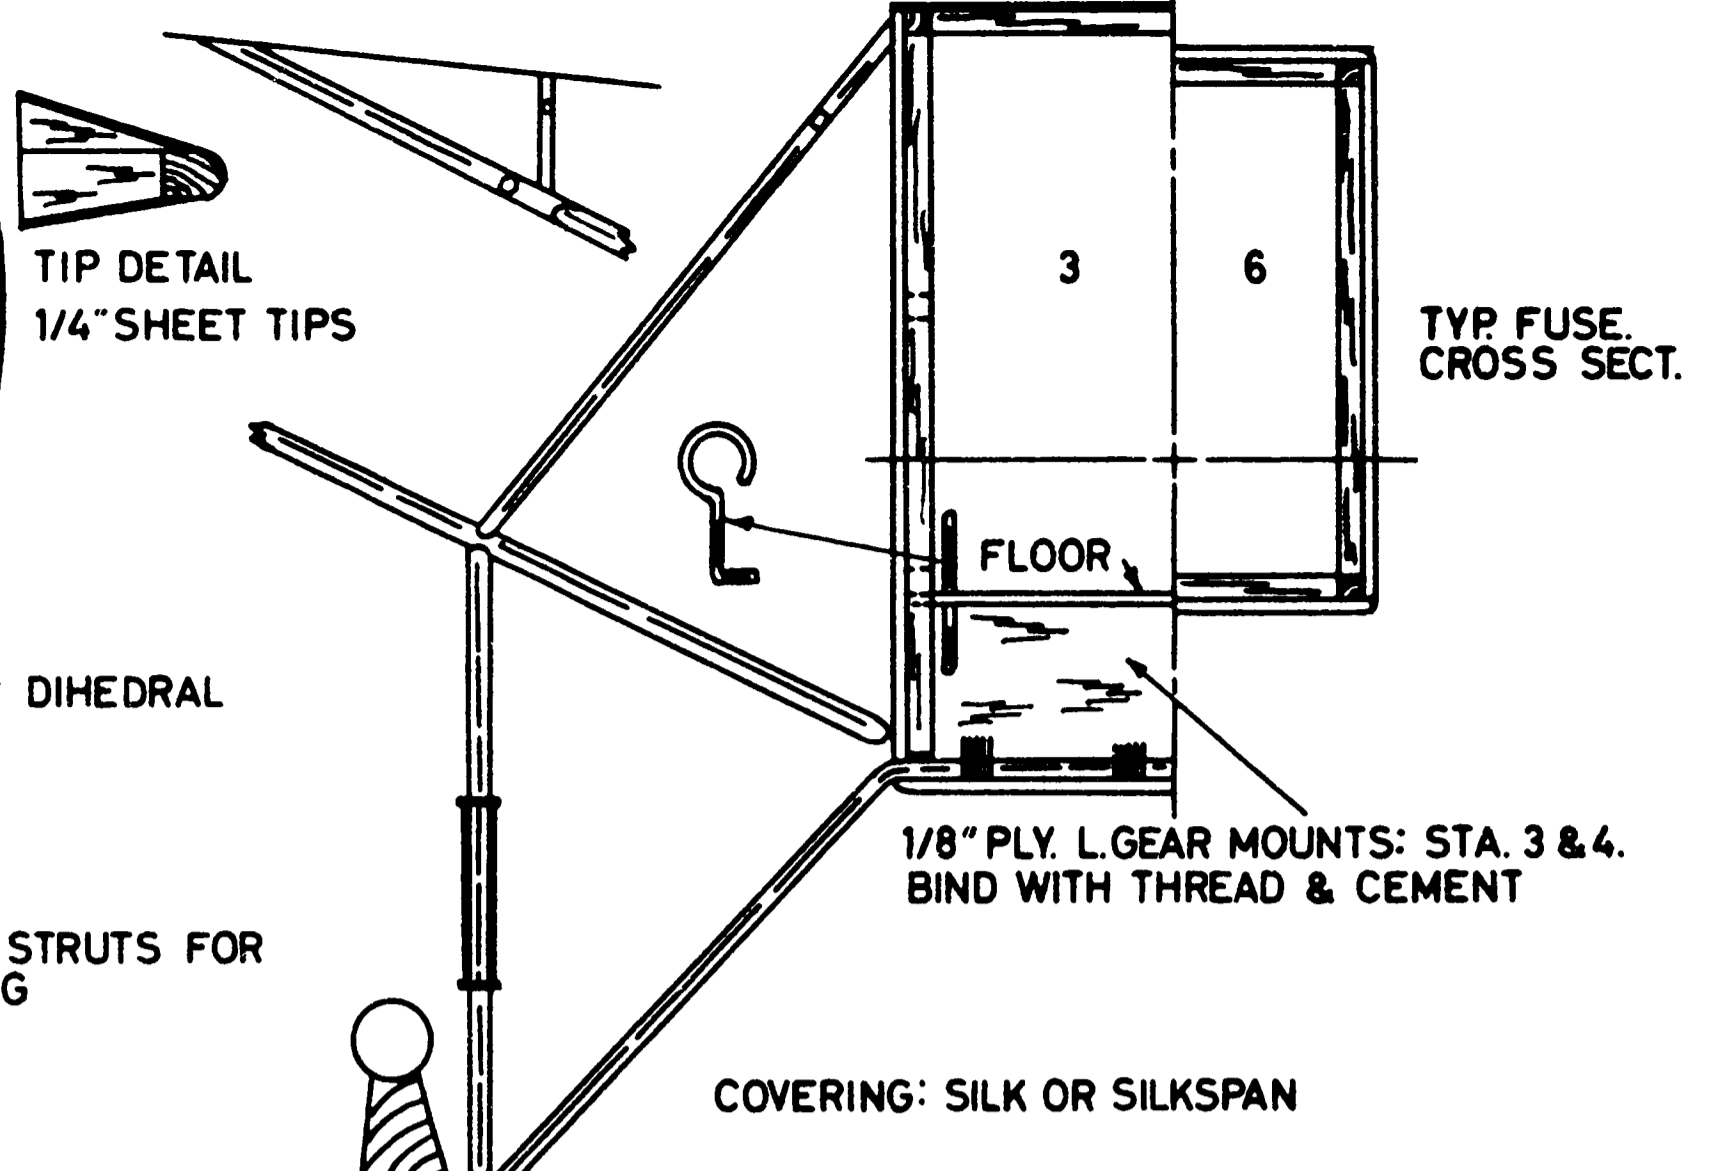 TIP DETAIL
1/4" SHEET TIPS
3
6
TYP. FUSE.
CROSS SECT.
FLOOR
DIHEDRAL
1/8" PLY. L.GEAR MOUNTS: STA. 3 & 4.
BIND WITH THREAD & CEMENT
STRUTS FOR
G
COVERING: SILK OR SILKSPAN